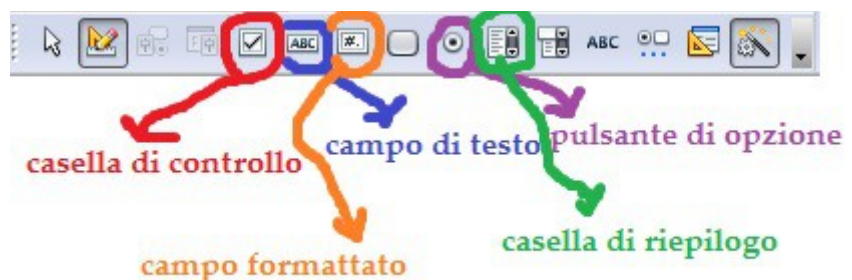 ABC #. ABC
campo di testo pulsante di opzione
casella di controllo
casella di riepilogo
campo formattato